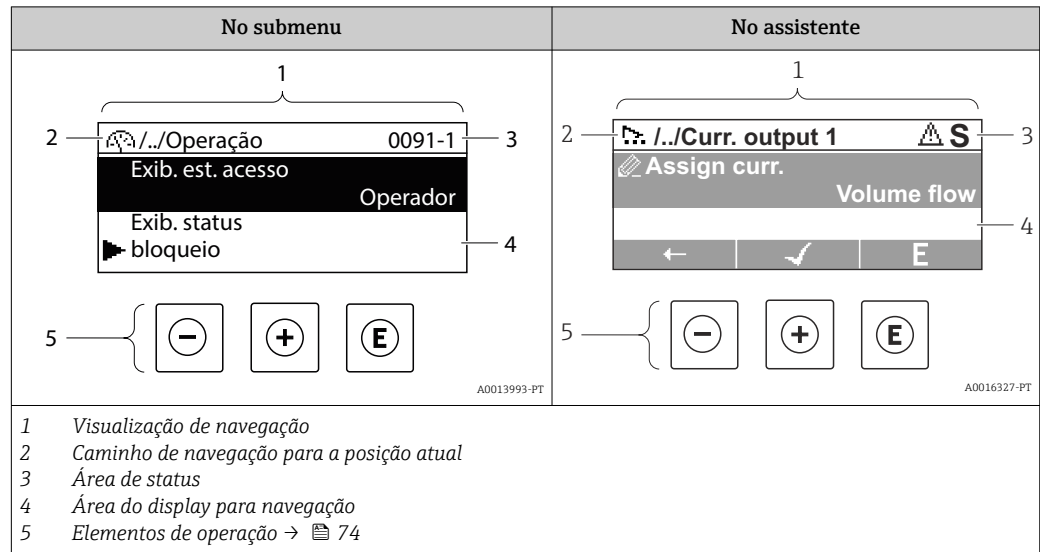 No submenu
No assistente
1
2
/../Operação 0091-1
3
Exib. est. acesso
Operador
Exib. status
bloqueio
4
5
E
A0013993-PT
1
2
/../Curr. output 1 S
3
Assign curr.
Volume flow
4
E
5
E
A0016327-PT
1 Visualização de navegação
2 Caminho de navegação para a posição atual
3 Área de status
4 Área do display para navegação
5 Elementos de operação → 74